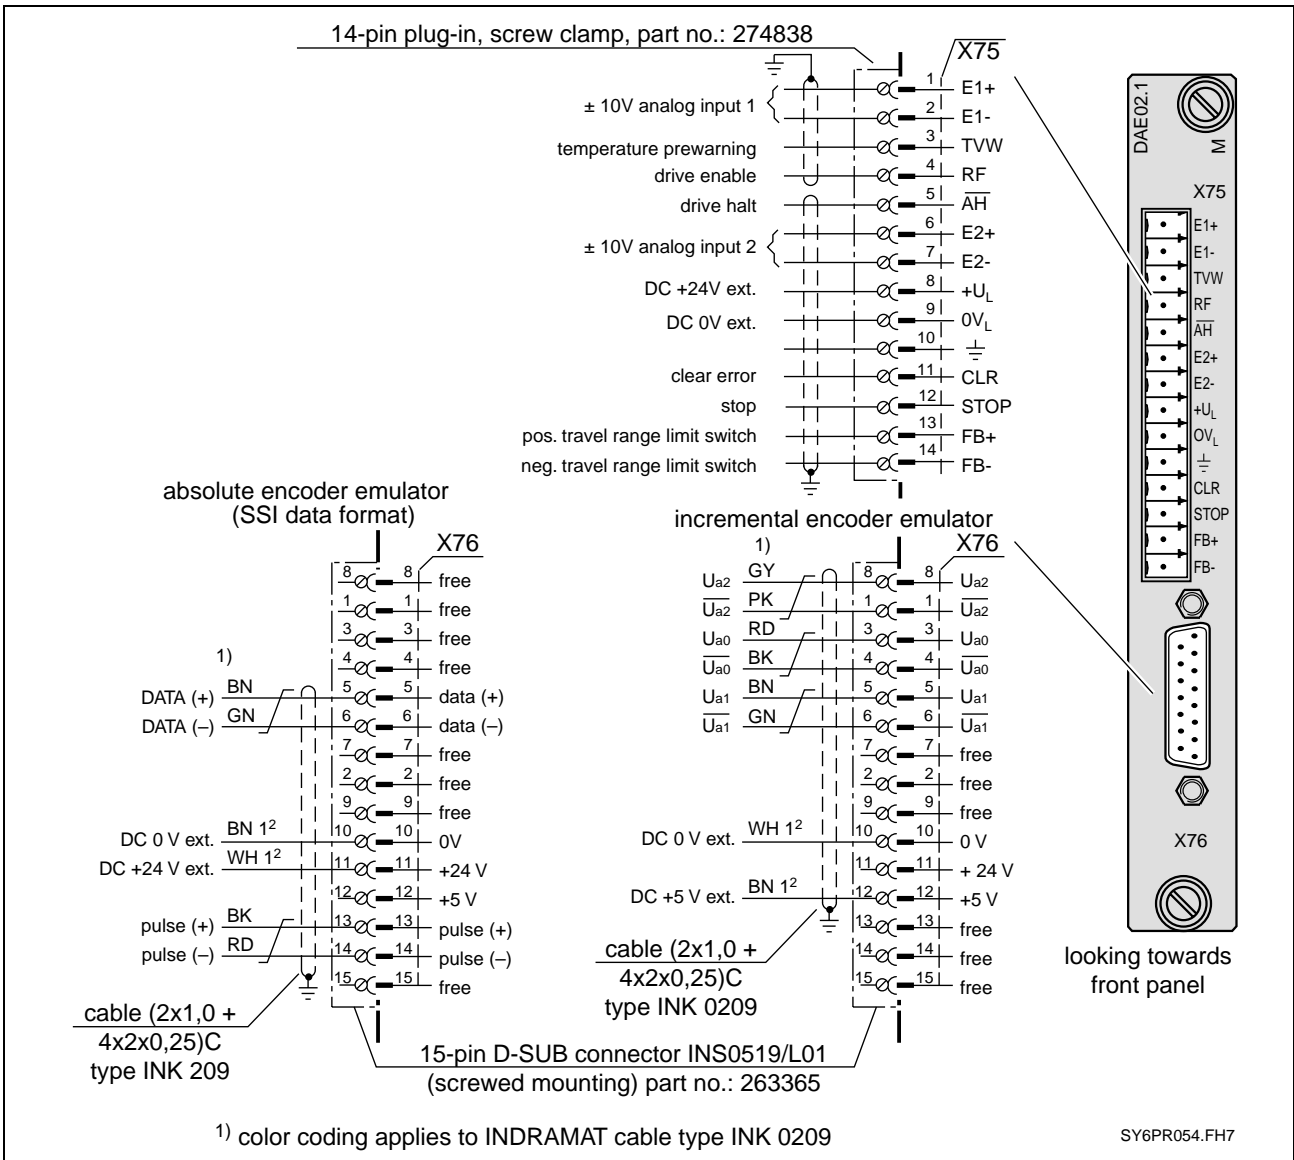 14-pin plug-in, screw clamp, part no.: 274838
X75
± 10V analog input 1
1 E1+
2 E1-
temperature prewarning 3 TVW
drive enable 4 RF
drive halt 5 A̅H̅
± 10V analog input 2
6 E2+
7 E2-
DC +24V ext. 8 +UL
DC 0V ext. 9 0VL
10
clear error 11 CLR
stop 12 STOP
pos. travel range limit switch 13 FB+
neg. travel range limit switch 14 FB-
absolute encoder emulator
(SSI data format)
X76
8 8 free
1 1 free
3 3 free
4 4 free
1)
DATA (+) BN 5 5 data (+)
DATA (–) GN 6 6 data (–)
7 7 free
2 2 free
9 9 free
DC 0 V ext. BN 1² 10 10 0V
DC +24 V ext. WH 1² 11 11 +24 V
12 12 +5 V
pulse (+) BK 13 13 pulse (+)
pulse (–) RD 14 14 pulse (–)
15 15 free
cable (2x1,0 +
4x2x0,25)C
type INK 209
incremental encoder emulator
1)
X76
Ua2 GY 8 8 Ua2
U̅a̅2̅ PK 1 1 U̅a̅2̅
Ua0 RD 3 3 Ua0
U̅a̅0̅ BK 4 4 U̅a̅0̅
Ua1 BN 5 5 Ua1
U̅a̅1̅ GN 6 6 U̅a̅1̅
7 7 free
2 2 free
9 9 free
DC 0 V ext. WH 1² 10 10 0 V
11 11 + 24 V
DC +5 V ext. BN 1² 12 12 +5 V
13 13 free
14 14 free
15 15 free
cable (2x1,0 +
4x2x0,25)C
type INK 0209
15-pin D-SUB connector INS0519/L01
(screwed mounting) part no.: 263365
DAE02.1
M
X75
E1+
E1-
TVW
RF
A̅H̅
E2+
E2-
+UL
OVL
CLR
STOP
FB+
FB-
X76
looking towards
front panel
1) color coding applies to INDRAMAT cable type INK 0209
SY6PR054.FH7